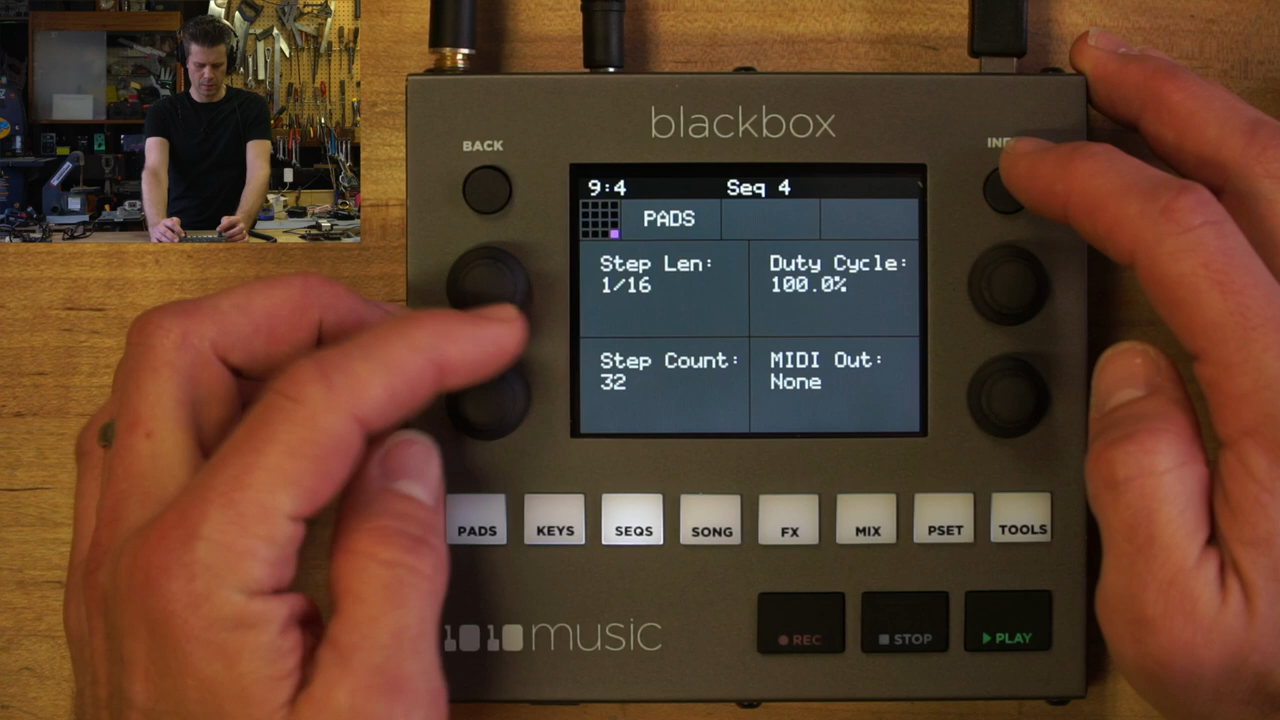 blackbox
BACK
9:4 Seq 4
PADS
Step Len: Duty Cycle:
1/16 100.0%
Step Count: MIDI Out:
32 None
PADS KEYS SEQS SONG FX MIX PSET TOOLS
1010music
REC STOP PLAY